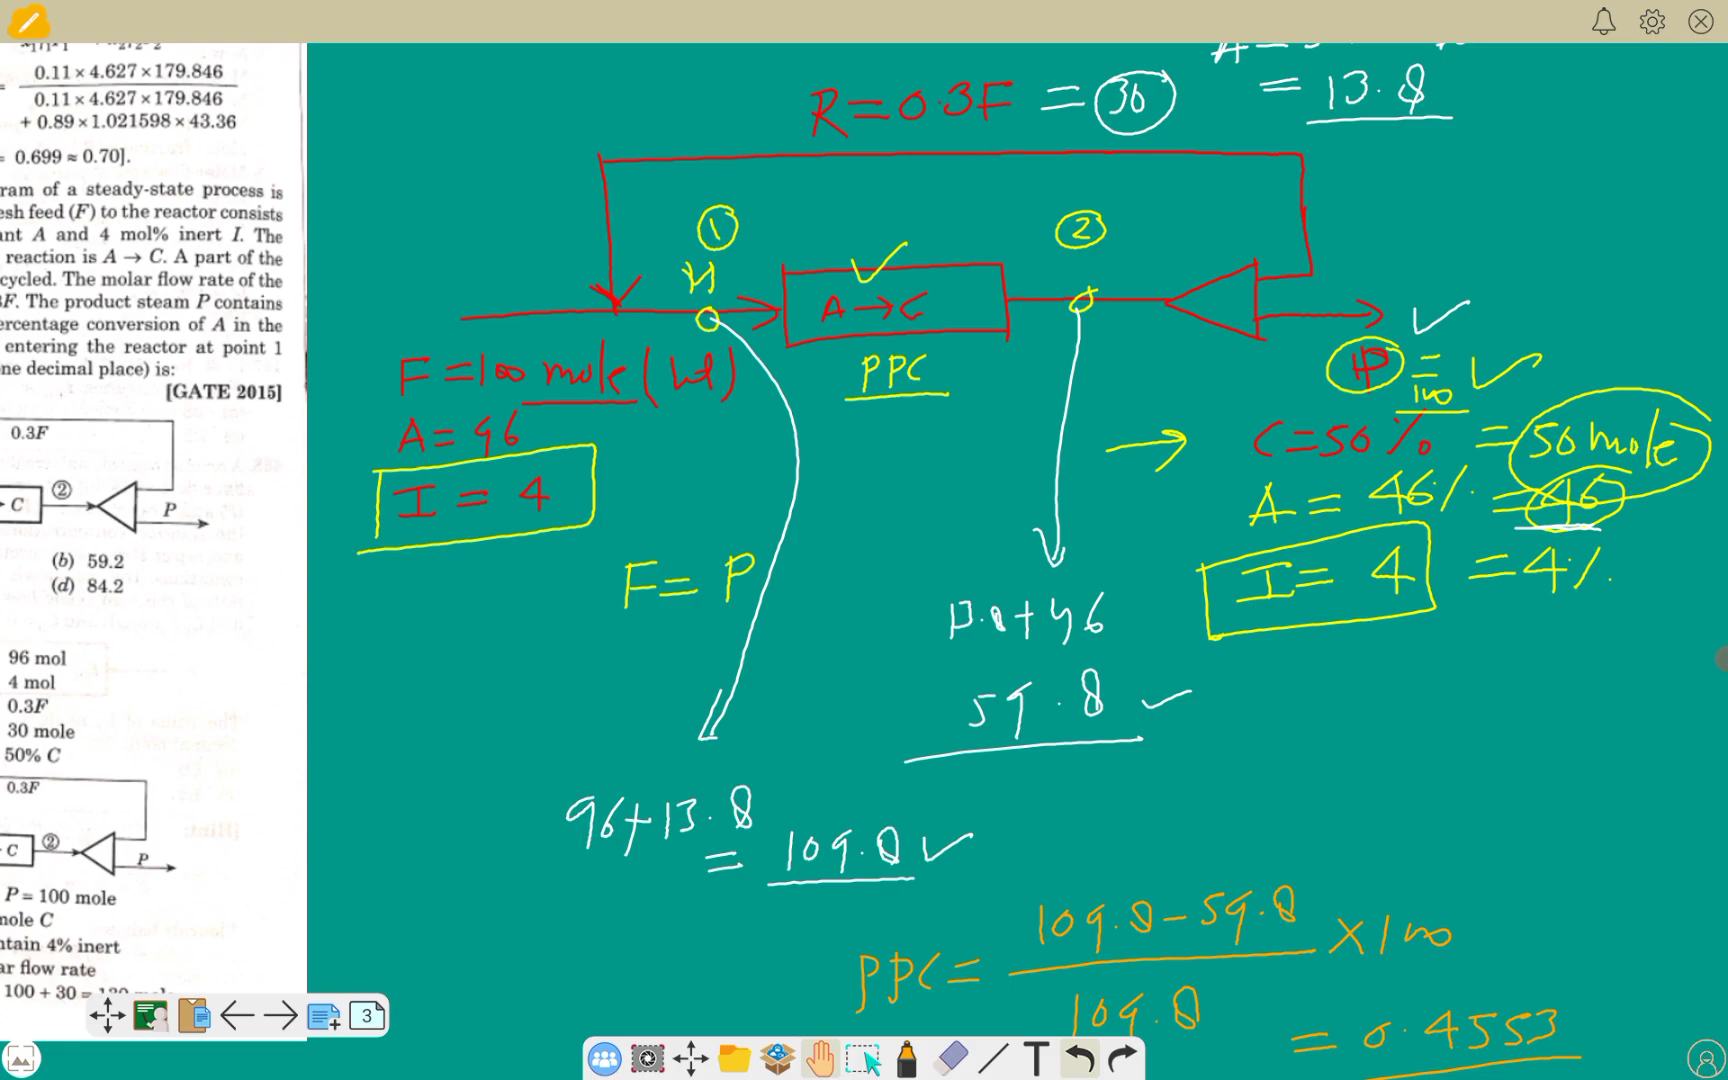 0.11 × 4.627 × 179.846
0.11 × 4.627 × 179.846
+ 0.89 × 1.021598 × 43.36
= 0.699 ≈ 0.70].
ram of a steady-state process is
esh feed (F) to the reactor consists
ant A and 4 mol% inert I. The
reaction is A → C. A part of the
cycled. The molar flow rate of the
F. The product steam P contains
ercentage conversion of A in the
entering the reactor at point 1
ne decimal place) is:
[GATE 2015]
0.3F
C
②
P
(b) 59.2
(d) 84.2
96 mol
4 mol
0.3F
30 mole
50% C
0.3F
C
②
P
P = 100 mole
mole C
ntain 4% inert
ar flow rate
100 + 30 =
R = 0.3F = 30
= 13.8
① ②
M
A → C
PPC
F = 100 mole
A = 96
I = 4
F = P
P = 100
C = 50% = 50 mole
A = 46% = 46
I = 4 = 4%
13.8 + 46
59.8
96 + 13.8
= 109.8
PPC = 109.8 - 59.8 × 100
109.8
= 0.4553
3
T